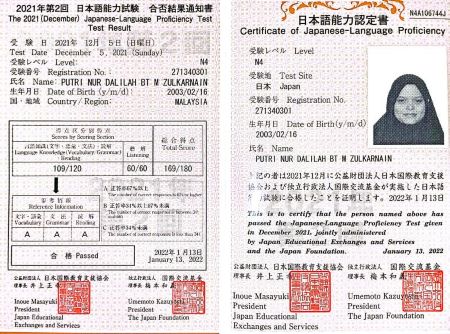 2021年第2回 日本語能力試験 合否結果通知書
The 2021(December) Japanese-Language Proficiency Test
Test Result
受験日 2021年 12月 5日 (日曜日)
Test Date December 5, 2021 (Sunday)
受験レベル Level: N4
受験番号 Registration No.: 271340301
氏名 Name: PUTRI NUR DALILAH BT M ZULKARNAIN
生年月日 Date of Birth(y/m/d): 2003/02/16
国・地域 Country / Region: MALAYSIA
得点区分別得点
Scores by Scoring Section
総合得点
Total Score
言語知識(文字・語彙・文法)・読解
Language Knowledge(Vocabulary/Grammar)
Reading
聴解
Listening
109/120 60/60 169/180
参考情報
Reference Information
文字・語彙 文法 読解
Vocabulary Grammar Reading
A A A
A 正答率67%以上
The number of correct responses is 67% or higher
B 正答率34%以上67%未満
C 正答率34%未満
The number of correct responses is less than 34%
合格 Passed
2022年1月13日
January 13, 2022
公益財団法人 日本国際教育支援協会
理事長 井上正幸
独立行政法人 国際交流基金
理事長 梅本和義
Inoue Masayuki
President
Japan Educational
Exchanges and Services
Umemoto Kazuyoshi
President
The Japan Foundation
N4A106744J
日本語能力認定書
Certificate of Japanese-Language Proficiency
受験レベル Level
N4
受験地 Test Site
日本 Japan
受験番号 Registration No.
271340301
生年月日 Date of Birth(y/m/d)
2003/02/16
氏名 Name
PUTRI NUR DALILAH BT M ZULKARNAIN
下記の者は2021年12月に公益財団法人日本国際教育支援
協会および独立行政法人国際交流基金が実施した日本語
能力試験に合格したことを証明します。 2022年1月13日
This is to certify that the person named above has
passed the Japanese-Language Proficiency Test given
in December 2021, jointly administered
by Japan Educational Exchanges and Services
and the Japan Foundation. January 13, 2022
公益財団法人 日本国際教育支援協会
理事長 井上正幸
独立行政法人 国際交流基金
理事長 梅本和義
Inoue Masayuki
President
Japan Educational
Exchanges and Services
Umemoto Kazuyoshi
President
The Japan Foundation